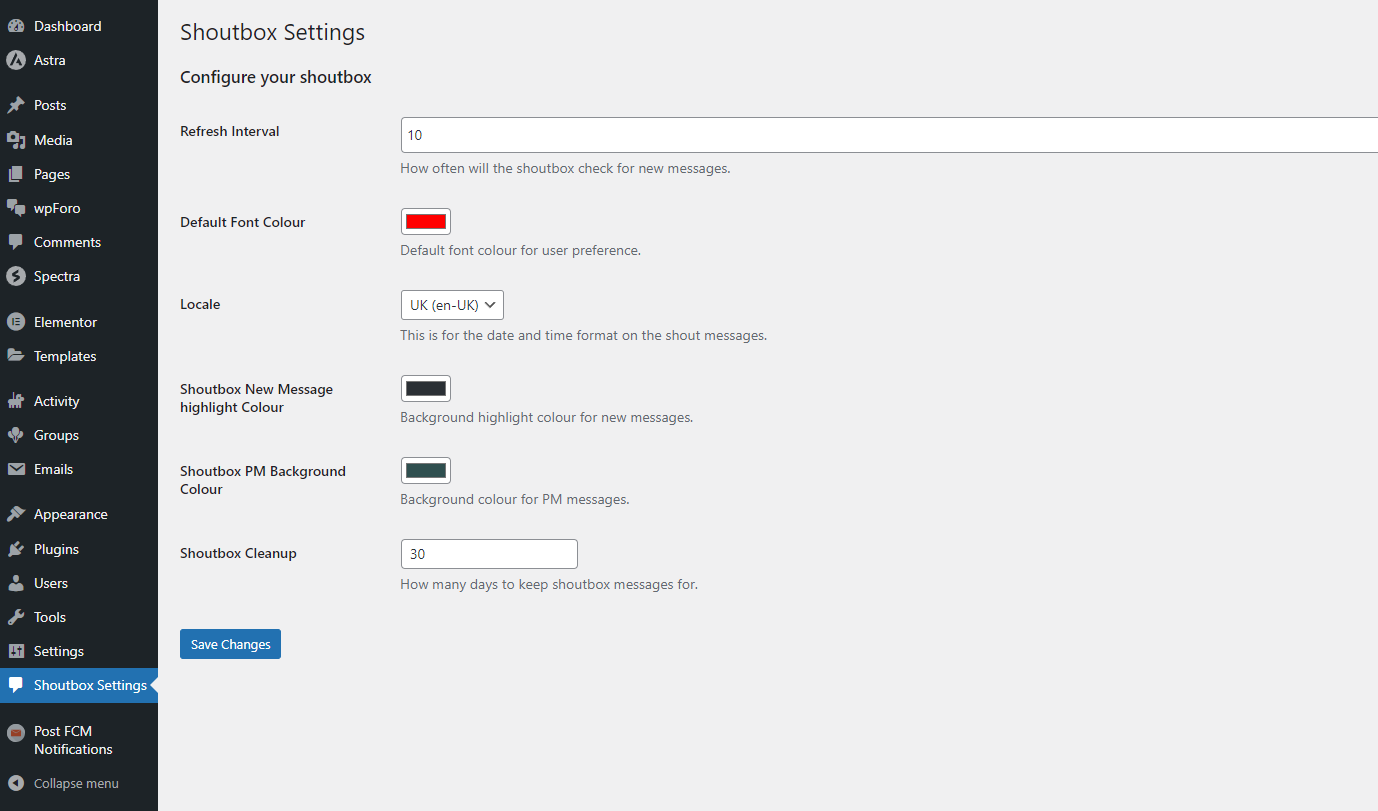 Dashboard
Astra
Posts
Media
Pages
wpForo
Comments
Spectra
Elementor
Templates
Activity
Groups
Emails
Appearance
Plugins
Users
Tools
Settings
Shoutbox Settings
Post FCM
Notifications
Collapse menu
Shoutbox Settings
Configure your shoutbox
Refresh Interval
10
How often will the shoutbox check for new messages.
Default Font Colour
Default font colour for user preference.
Locale
UK (en-UK)
This is for the date and time format on the shout messages.
Shoutbox New Message
highlight Colour
Background highlight colour for new messages.
Shoutbox PM Background
Colour
Background colour for PM messages.
Shoutbox Cleanup
30
How many days to keep shoutbox messages for.
Save Changes